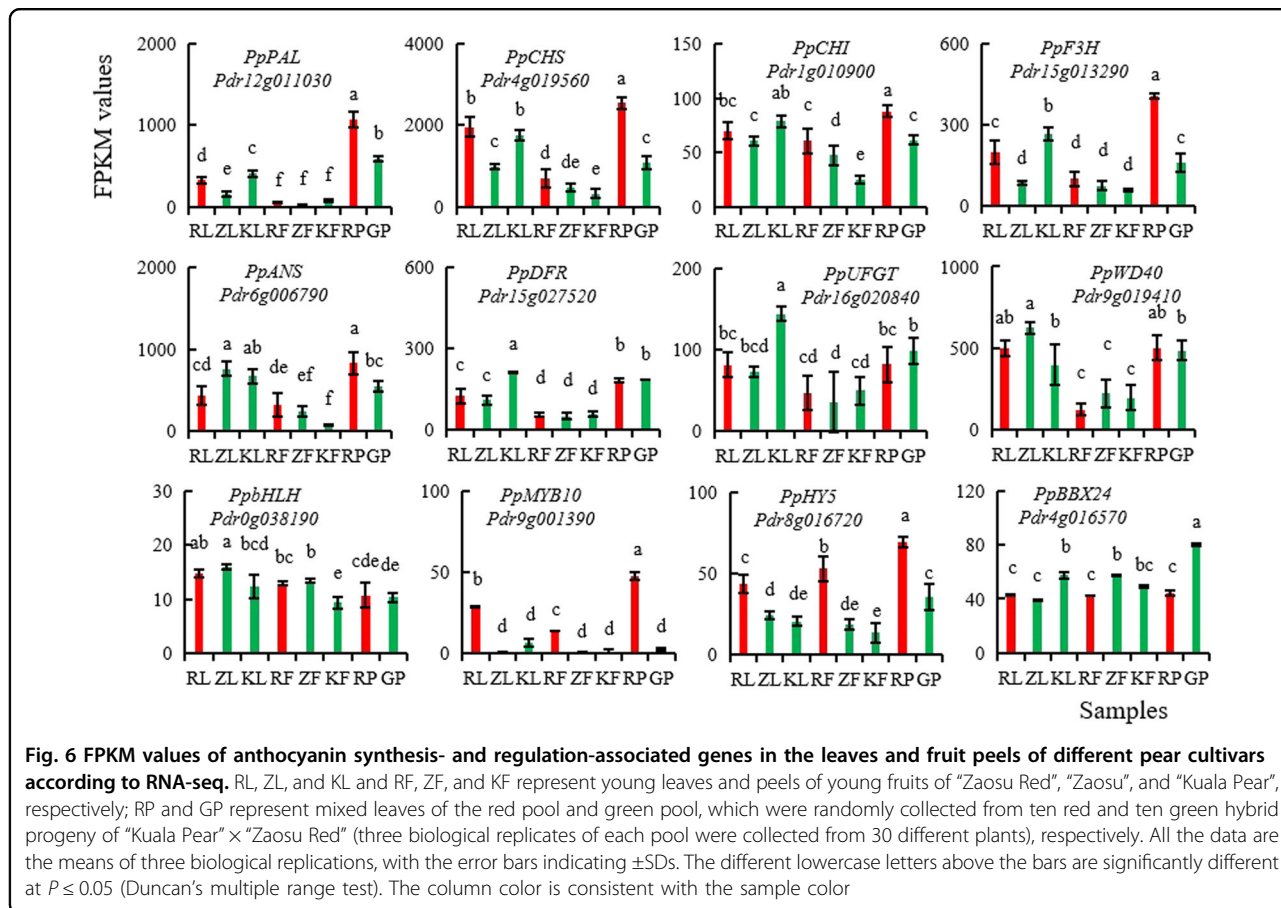 FPKM values
2000
1000
0
PpPAL
Pdr12g011030
d e c f f f a b
RL ZL KL RF ZF KF RP GP
4000
2000
0
PpCHS
Pdr4g019560
b c b d de e a c
RL ZL KL RF ZF KF RP GP
150
100
50
0
PpCHI
Pdr1g010900
bc c ab c d e a c
RL ZL KL RF ZF KF RP GP
600
300
0
PpF3H
Pdr15g013290
c d b d d d a c
RL ZL KL RF ZF KF RP GP
2000
1000
0
PpANS
Pdr6g006790
cd a ab de ef f a bc
RL ZL KL RF ZF KF RP GP
600
300
0
PpDFR
Pdr15g027520
c c a d d d b b
RL ZL KL RF ZF KF RP GP
200
100
0
PpUFGT
Pdr16g020840
bc bcd a cd d cd bc b
RL ZL KL RF ZF KF RP GP
1000
500
0
PpWD40
Pdr9g019410
ab a b c c c ab b
RL ZL KL RF ZF KF RP GP
30
20
10
0
PpbHLH
Pdr0g038190
ab a bcd bc b e cde de
RL ZL KL RF ZF KF RP GP
100
50
0
PpMYB10
Pdr9g001390
b d d c d d a d
RL ZL KL RF ZF KF RP GP
100
50
0
PpHY5
Pdr8g016720
c d de b de e a c
RL ZL KL RF ZF KF RP GP
120
80
40
0
PpBBX24
Pdr4g016570
c c b c b bc c a
RL ZL KL RF ZF KF RP GP
Samples
Fig. 6 FPKM values of anthocyanin synthesis- and regulation-associated genes in the leaves and fruit peels of different pear cultivars
according to RNA-seq. RL, ZL, and KL and RF, ZF, and KF represent young leaves and peels of young fruits of “Zaosu Red”, “Zaosu”, and “Kuala Pear”,
respectively; RP and GP represent mixed leaves of the red pool and green pool, which were randomly collected from ten red and ten green hybrid
progeny of “Kuala Pear” × “Zaosu Red” (three biological replicates of each pool were collected from 30 different plants), respectively. All the data are
the means of three biological replications, with the error bars indicating ±SDs. The different lowercase letters above the bars are significantly different
at P ≤ 0.05 (Duncan’s multiple range test). The column color is consistent with the sample color